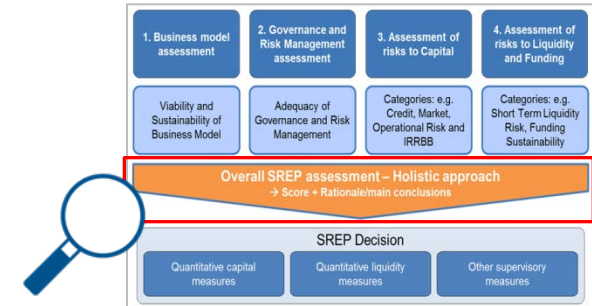 1. Business model
assessment
2. Governance and
Risk Management
assessment
3. Assessment of
risks to Capital
4. Assessment of
risks to Liquidity
and Funding
Viability and
Sustainability of
Business Model
Adequacy of
Governance and Risk
Management
Categories: e.g.
Credit, Market,
Operational Risk and
IRRBB
Categories: e.g.
Short Term Liquidity
Risk, Funding
Sustainability
Overall SREP assessment – Holistic approach
→ Score + Rationale/main conclusions
SREP Decision
Quantitative capital
measures
Quantitative liquidity
measures
Other supervisory
measures